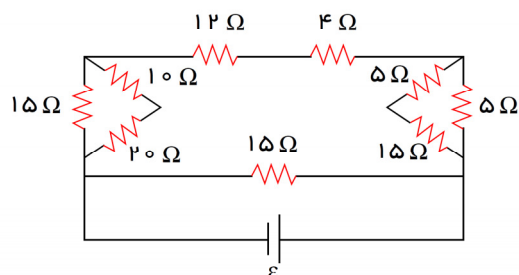 ۱۲ Ω ۴ Ω
۱۰ Ω ۵ Ω
۱۵ Ω ۵ Ω
۲۰ Ω ۱۵ Ω
۱۵ Ω
ε